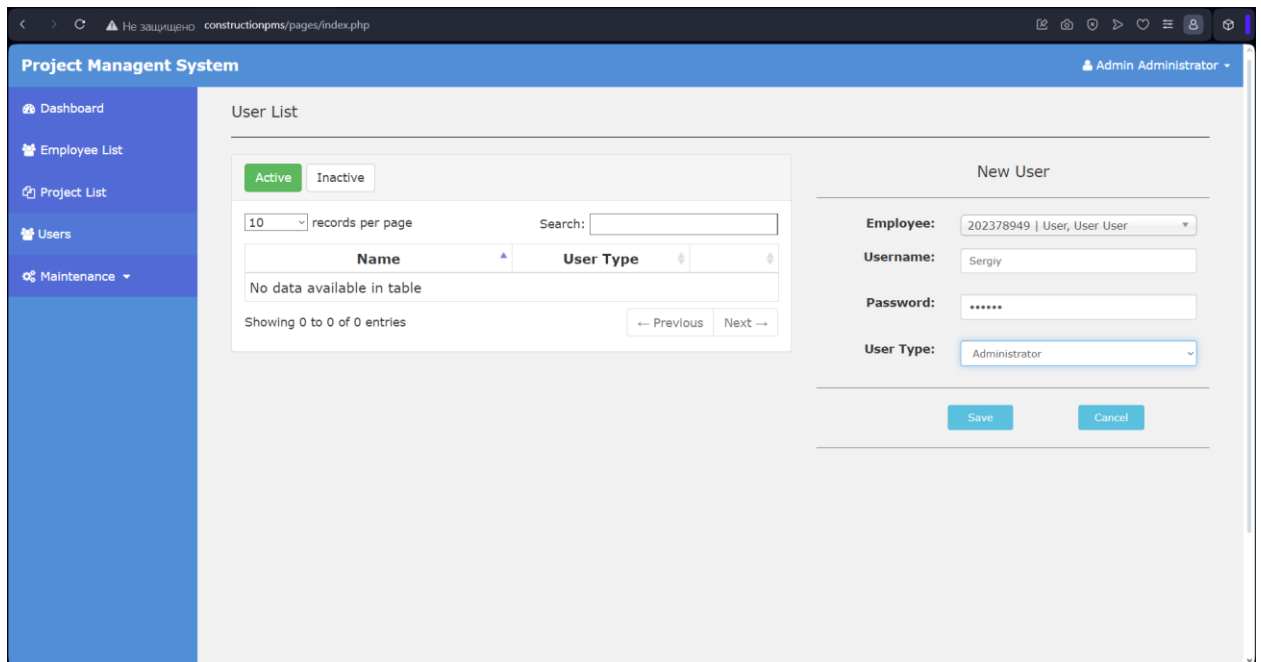 Не защищено constructionpms/pages/index.php
Project Managent System
Admin Administrator
Dashboard
Employee List
Project List
Users
Maintenance
User List
Active Inactive
10 records per page Search:
Name User Type
No data available in table
Showing 0 to 0 of 0 entries
← Previous Next →
New User
Employee: 202378949 | User, User User
Username: Sergiy
Password: ••••••
User Type: Administrator
Save Cancel